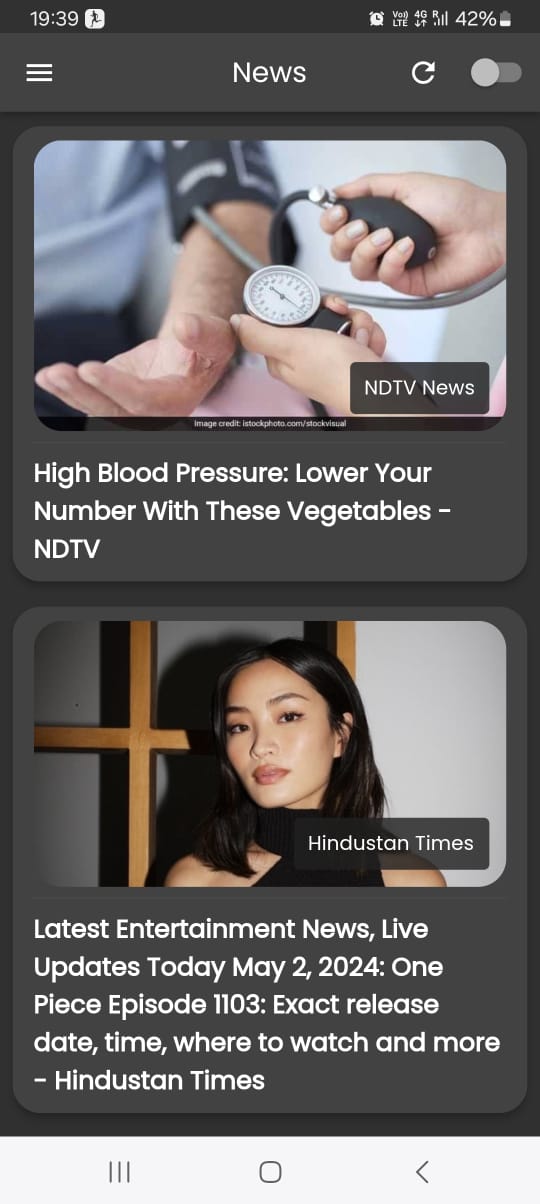 19:39 Vo)) LTE 4G R 42%
News
NDTV News
Image credit: istockphoto.com/stockvisual
High Blood Pressure: Lower Your
Number With These Vegetables -
NDTV
Hindustan Times
Latest Entertainment News, Live
Updates Today May 2, 2024: One
Piece Episode 1103: Exact release
date, time, where to watch and more
- Hindustan Times